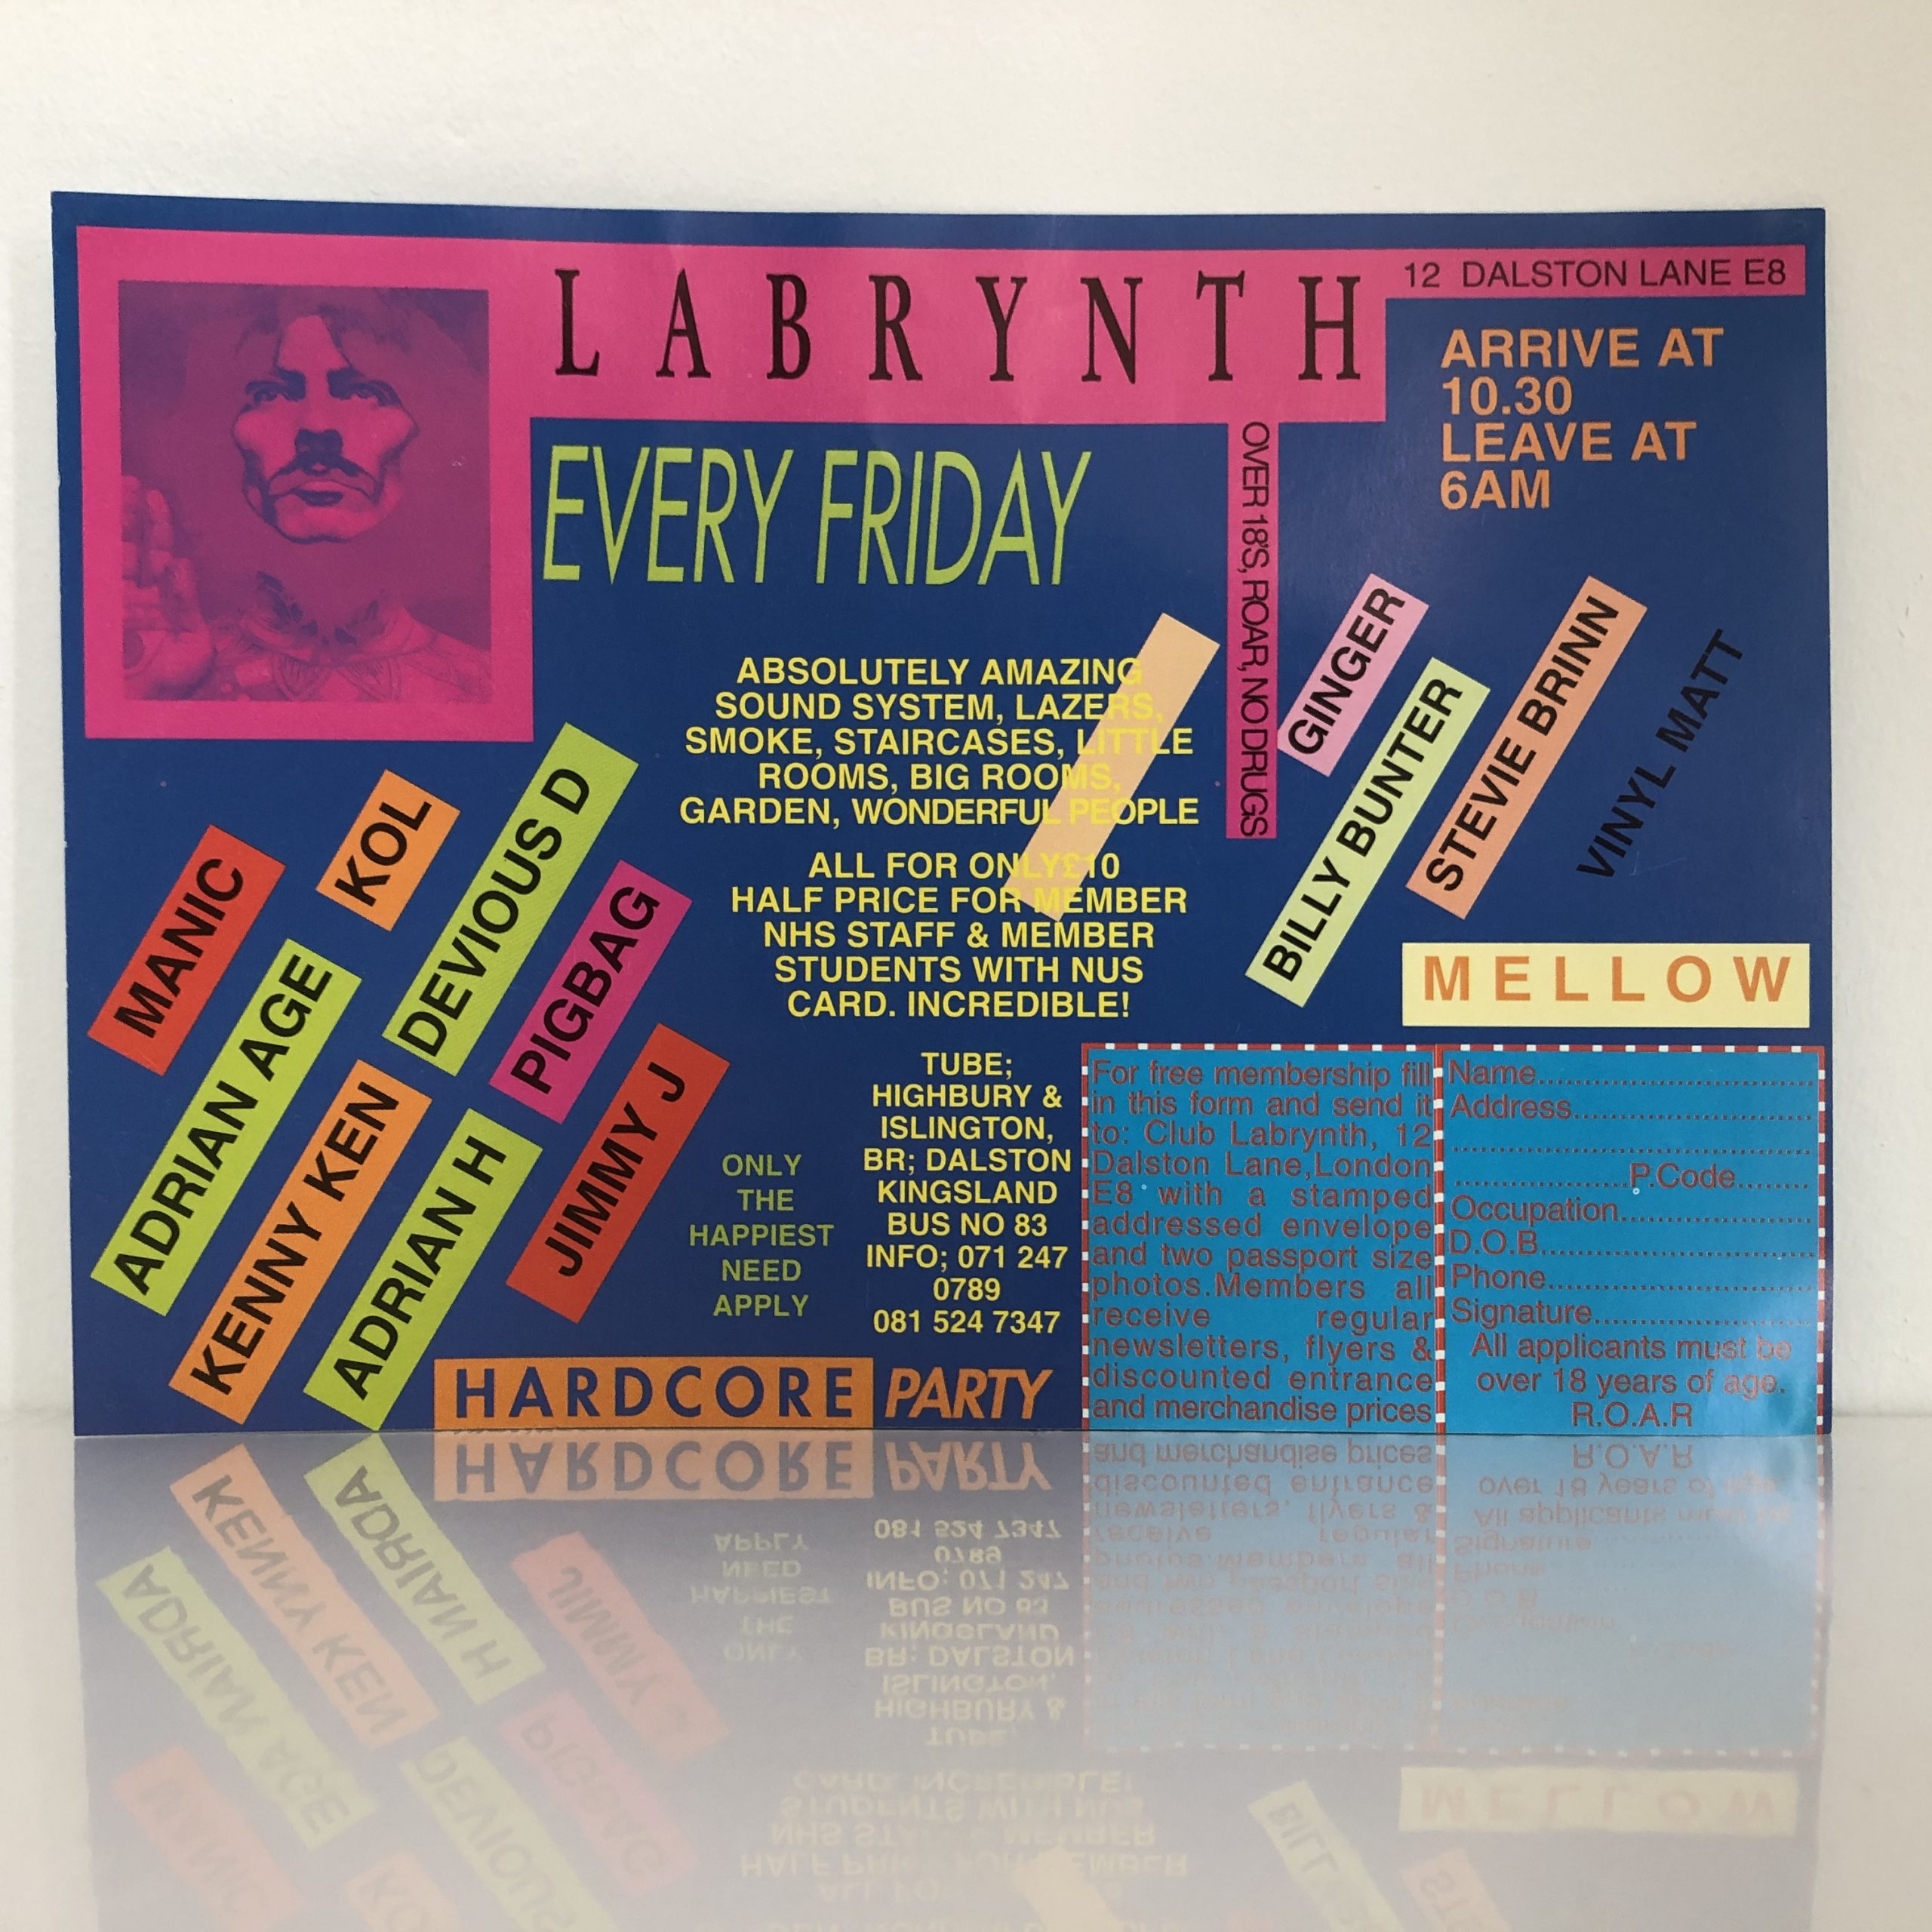 LABRYNTH
12 DALSTON LANE E8
ARRIVE AT
10.30
LEAVE AT
6AM
EVERY FRIDAY
OVER 18'S, ROAR, NO DRUGS
ABSOLUTELY AMAZING
SOUND SYSTEM, LAZERS,
SMOKE, STAIRCASES, LITTLE
ROOMS, BIG ROOMS,
GARDEN, WONDERFUL PEOPLE
ALL FOR ONLY£10
HALF PRICE FOR MEMBER
NHS STAFF & MEMBER
STUDENTS WITH NUS
CARD. INCREDIBLE!
GINGER
BILLY BUNTER
STEVIE BRINN
VINYL MATT
MELLOW
MANIC
KOL
DEVIOUS D
ADRIAN AGE
PIGBAG
KENNY KEN
ADRIAN H
JIMMY J
HARDCORE PARTY
ONLY
THE
HAPPIEST
NEED
APPLY
TUBE;
HIGHBURY &
ISLINGTON,
BR; DALSTON
KINGSLAND
BUS NO 83
INFO; 071 247
0789
081 524 7347
For free membership fill
in this form and send it
to: Club Labrynth, 12
Dalston Lane,London
E8 with a stamped
addressed envelope
and two passport size
photos.Members all
receive regular
newsletters, flyers &
discounted entrance
and merchandise prices
Name..............................
Address..........................
........................................
...................P.Code........
Occupation.....................
D.O.B..............................
Phone.............................
Signature........................
All applicants must be
over 18 years of age.
R.O.A.R